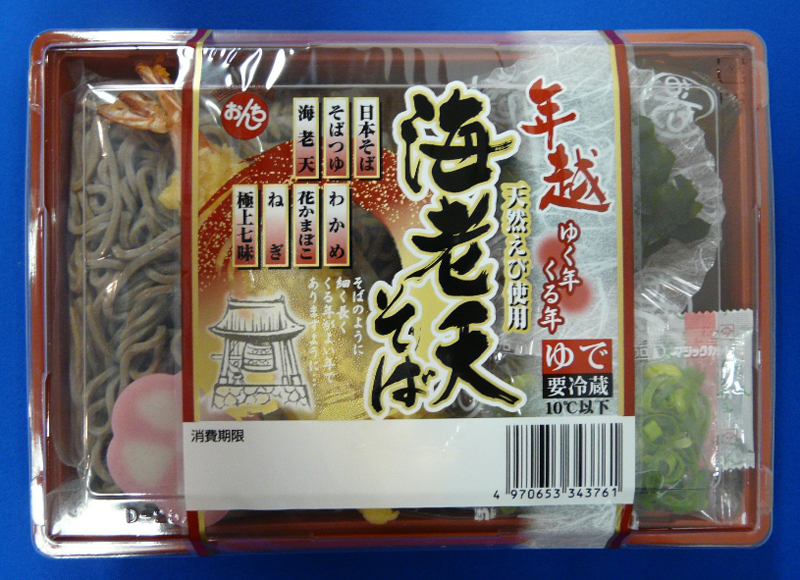 年越
ゆく年
くる年
海老天
そば
天然えび使用
日本そば
そばつゆ
海老天
わかめ
花かまぼこ
ねぎ
極上七味
おんち
そばのように
細く長く
くる年がよい年で
ありますように…
ゆで
要冷蔵
10℃以下
消費期限
4 970653 343761